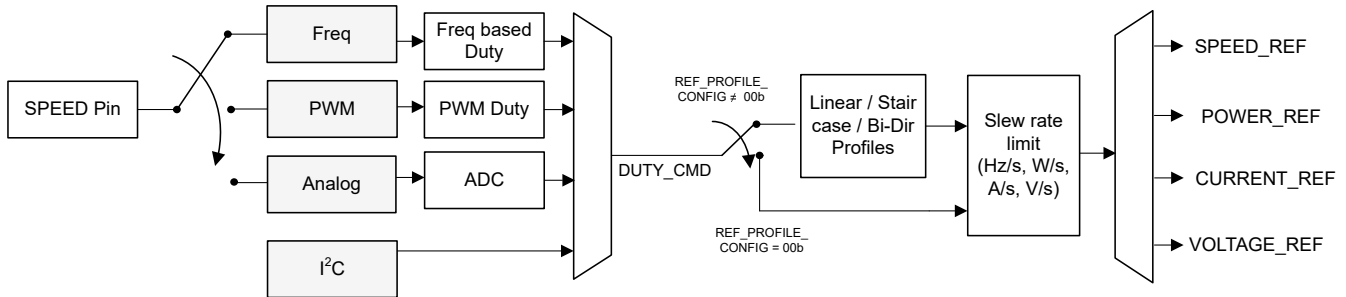 SPEED Pin
Freq
Freq based
Duty
PWM
PWM Duty
Analog
ADC
I²C
DUTY_CMD
REF_PROFILE_
CONFIG ≠ 00b
REF_PROFILE_
CONFIG = 00b
Linear / Stair
case / Bi-Dir
Profiles
Slew rate
limit
(Hz/s, W/s,
A/s, V/s)
SPEED_REF
POWER_REF
CURRENT_REF
VOLTAGE_REF